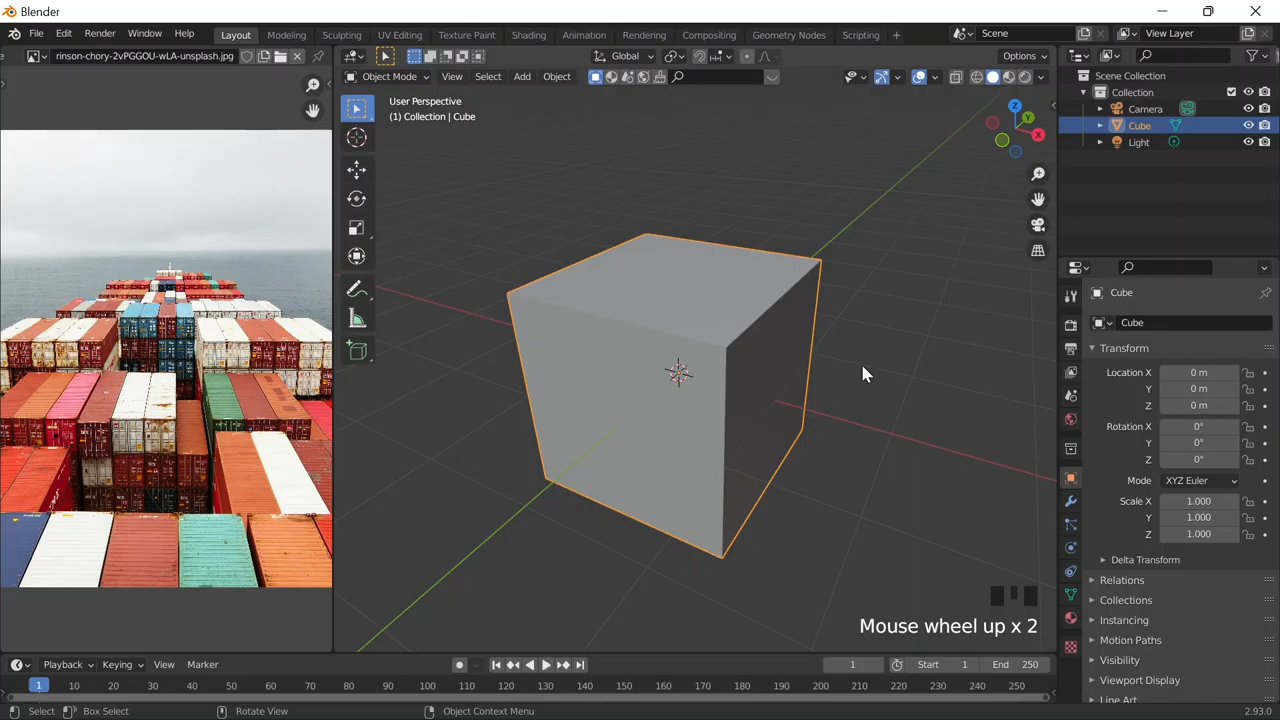 Blender
File Edit Render Window Help Layout Modeling Sculpting UV Editing Texture Paint Shading Animation Rendering Compositing Geometry Nodes Scripting + Scene View Layer
rinson-chory-2vPGGOU-wLA-unsplash.jpg Global Options
Object Mode View Select Add Object
User Perspective
(1) Collection | Cube
Z
Y
X
Scene Collection
Collection
Camera
Cube
Light
Cube
Cube
Transform
Location X 0 m
Y 0 m
Z 0 m
Rotation X 0°
Y 0°
Z 0°
Mode XYZ Euler
Scale X 1.000
Y 1.000
Z 1.000
Delta Transform
Relations
Collections
Instancing
Motion Paths
Visibility
Viewport Display
Line Art
Mouse wheel up x 2
Playback Keying View Marker 1 Start 1 End 250
1 10 20 30 40 50 60 70 80 90 100 110 120 130 140 150 160 170 180 190 200 210 220 230 240 250
Select Box Select Rotate View Object Context Menu 2.93.0